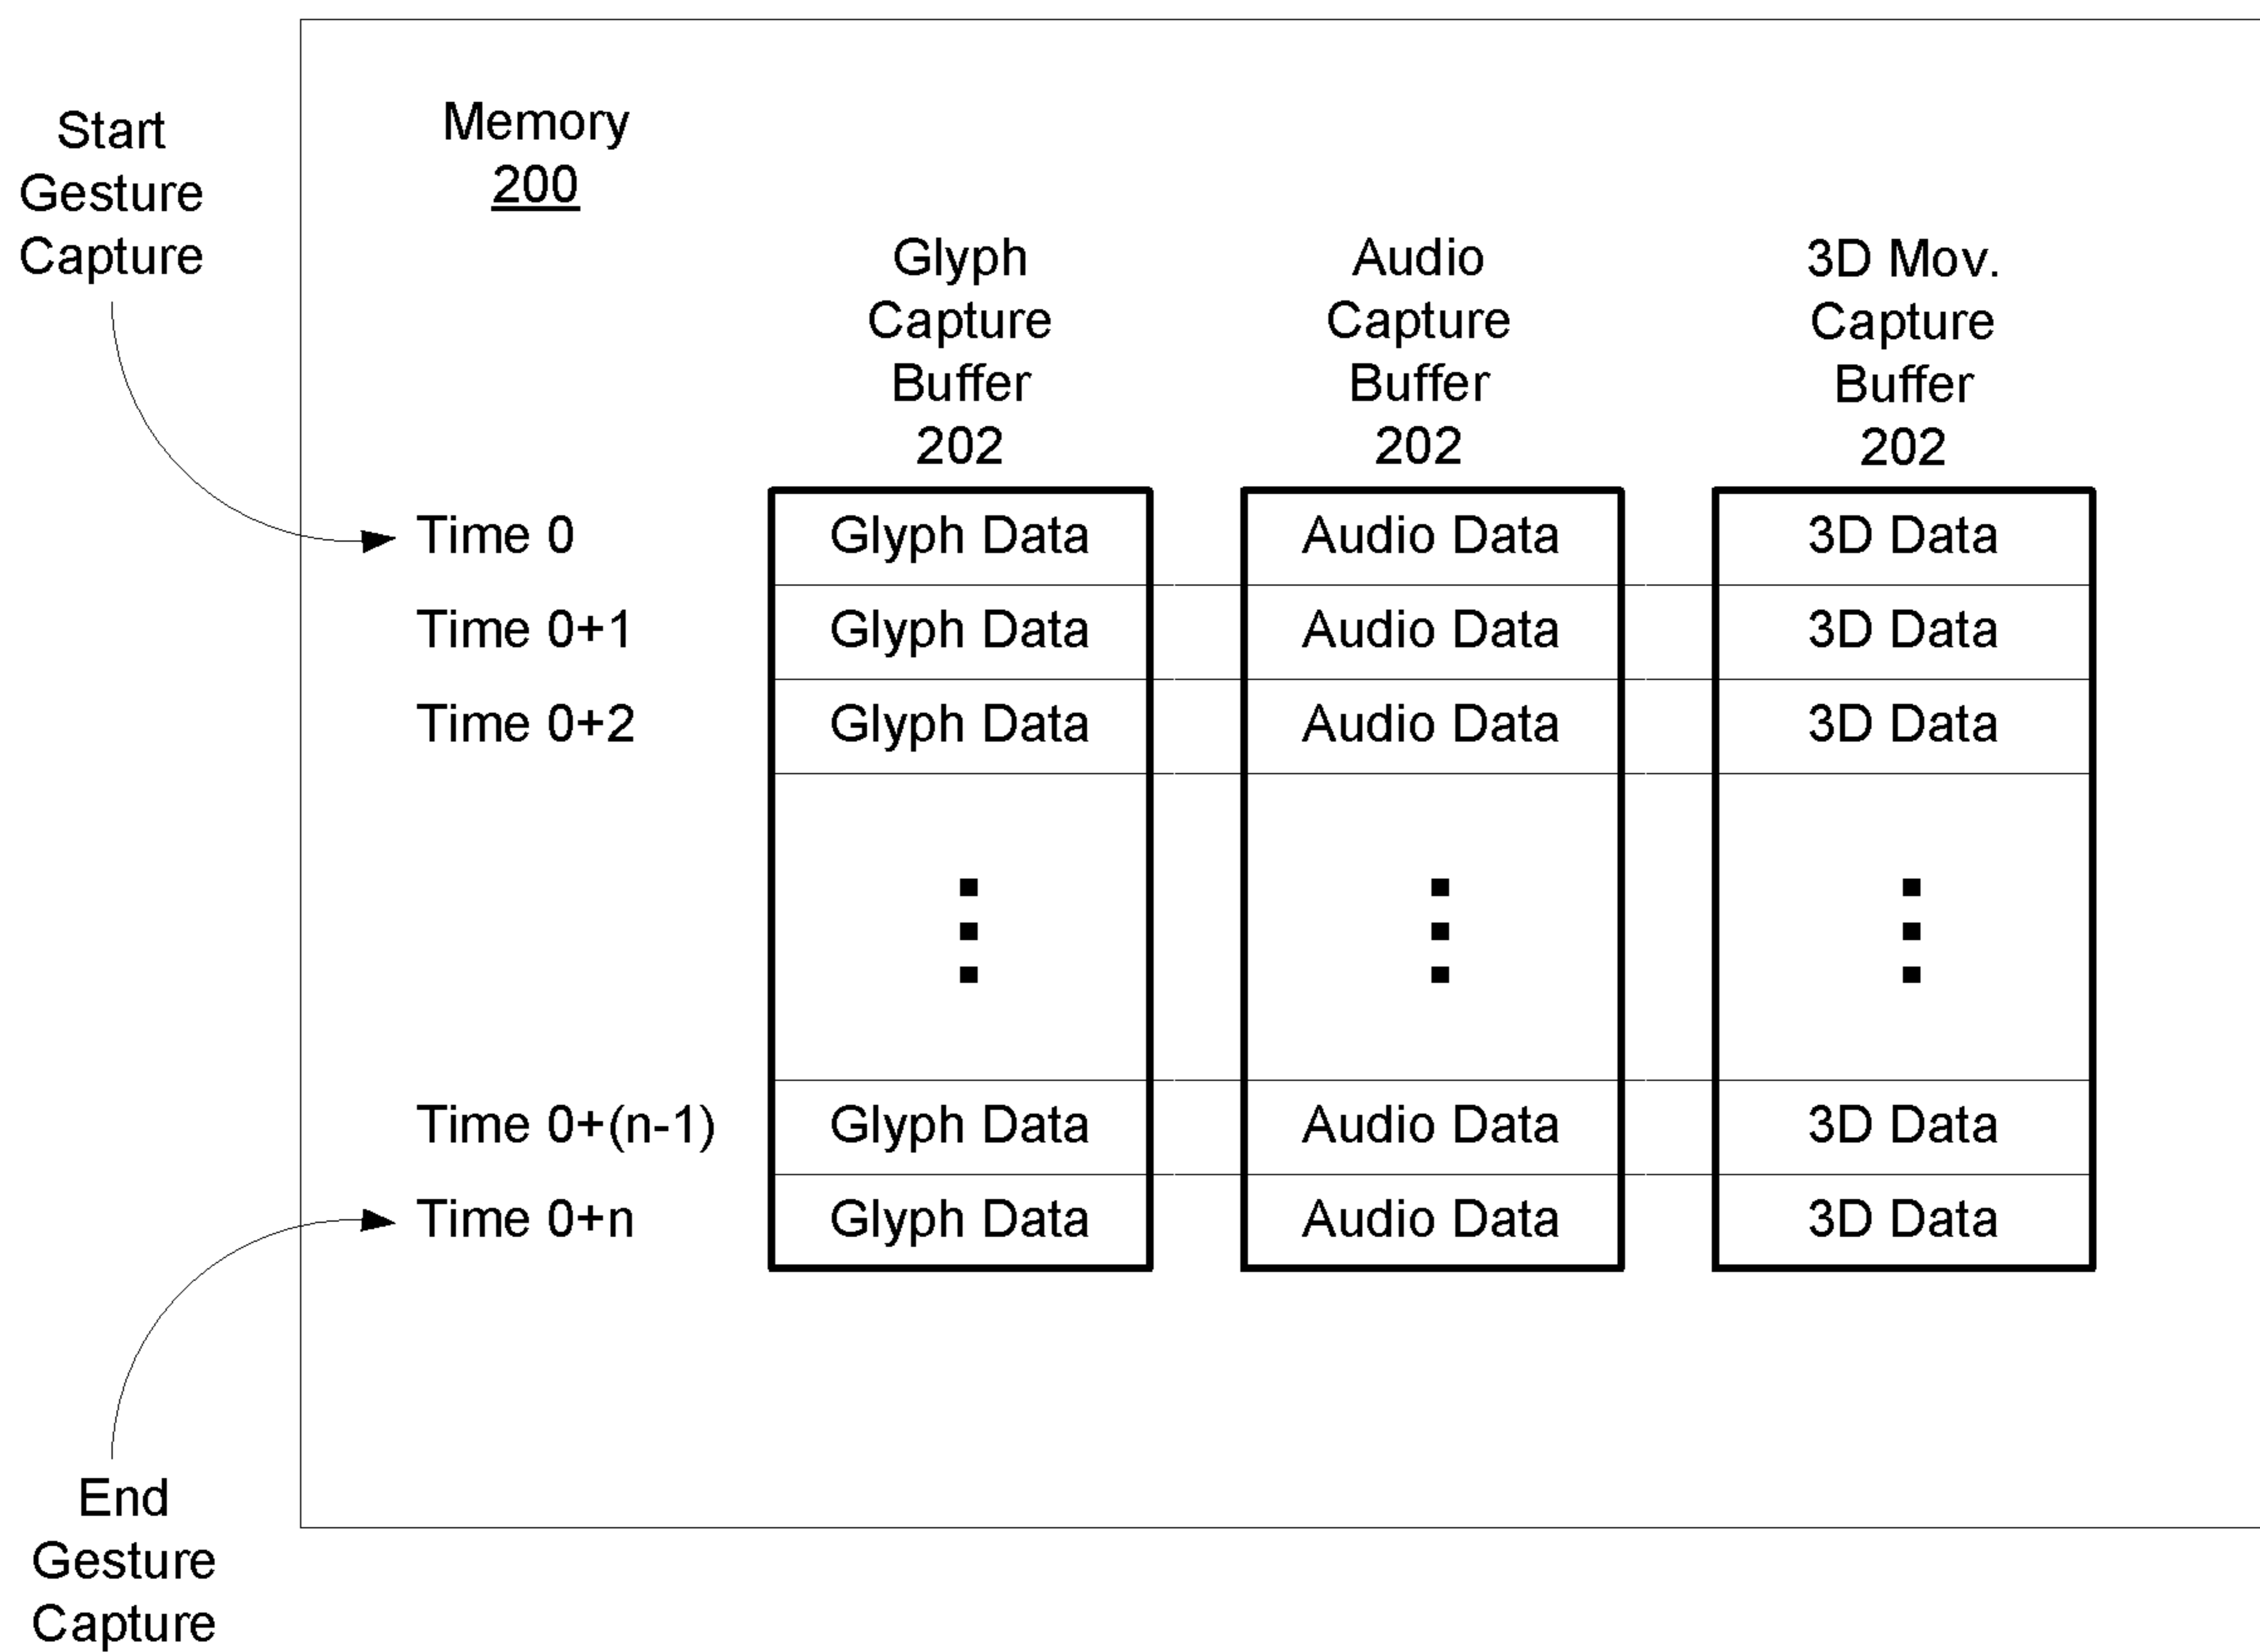 Start
Gesture
Capture
Memory
200
Glyph
Capture
Buffer
202
Audio
Capture
Buffer
202
3D Mov.
Capture
Buffer
202
Time 0 Glyph Data Audio Data 3D Data
Time 0+1 Glyph Data Audio Data 3D Data
Time 0+2 Glyph Data Audio Data 3D Data
Time 0+(n-1) Glyph Data Audio Data 3D Data
Time 0+n Glyph Data Audio Data 3D Data
End
Gesture
Capture